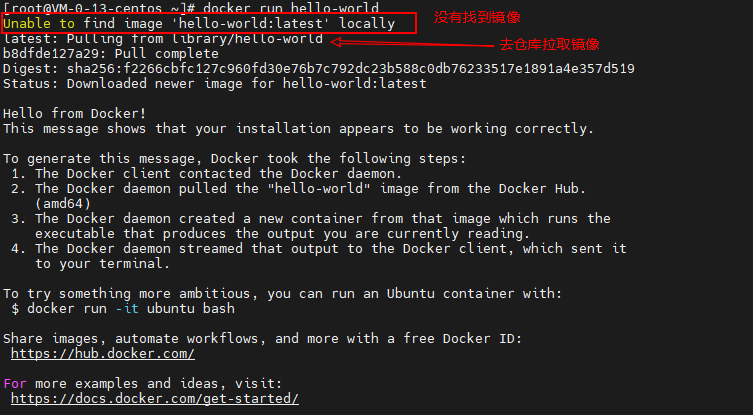 [root@VM-0-13-centos ~]# docker run hello-world
Unable to find image 'hello-world:latest' locally
没有找到镜像
latest: Pulling from library/hello-world
去仓库拉取镜像
b8dfde127a29: Pull complete
Digest: sha256:f2266cbfc127c960fd30e76b7c792dc23b588c0db76233517e1891a4e357d519
Status: Downloaded newer image for hello-world:latest
Hello from Docker!
This message shows that your installation appears to be working correctly.
To generate this message, Docker took the following steps:
1. The Docker client contacted the Docker daemon.
2. The Docker daemon pulled the "hello-world" image from the Docker Hub.
(amd64)
3. The Docker daemon created a new container from that image which runs the
executable that produces the output you are currently reading.
4. The Docker daemon streamed that output to the Docker client, which sent it
to your terminal.
To try something more ambitious, you can run an Ubuntu container with:
$ docker run -it ubuntu bash
Share images, automate workflows, and more with a free Docker ID:
https://hub.docker.com/
For more examples and ideas, visit:
https://docs.docker.com/get-started/